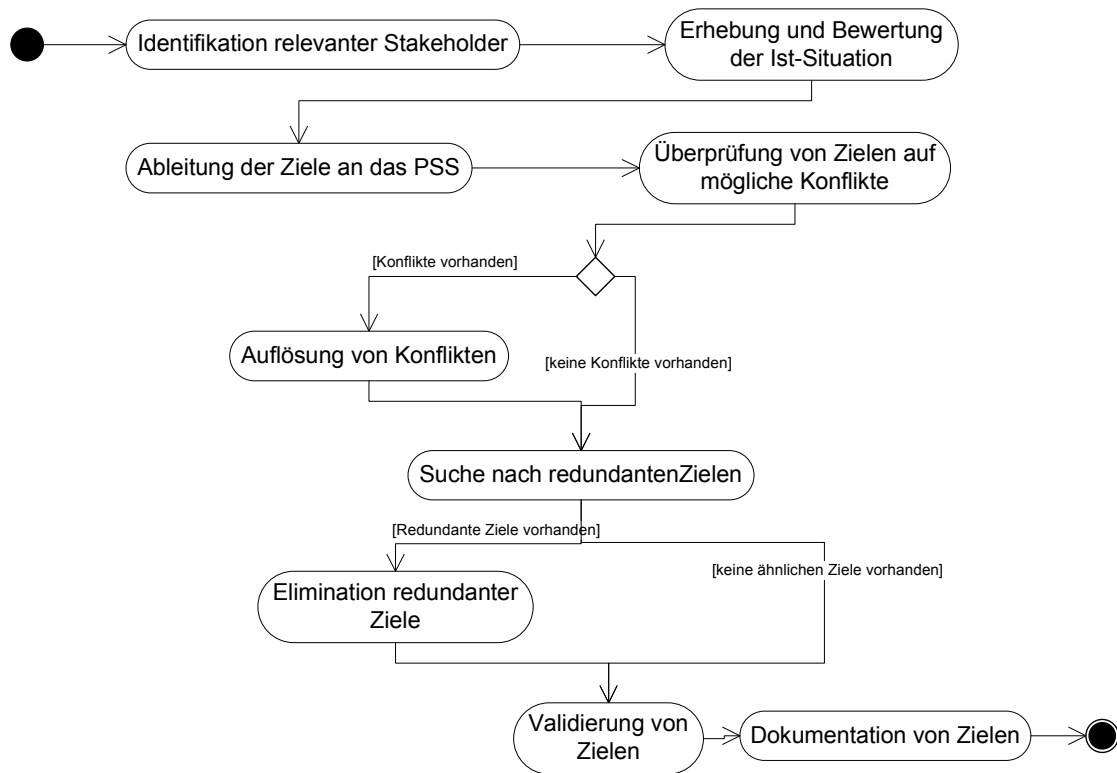 Identifikation relevanter Stakeholder
Erhebung und Bewertung
der Ist-Situation
Ableitung der Ziele an das PSS
Überprüfung von Zielen auf
mögliche Konflikte
[Konflikte vorhanden]
Auflösung von Konflikten
[keine Konflikte vorhanden]
Suche nach redundantenZielen
[Redundante Ziele vorhanden]
[keine ähnlichen Ziele vorhanden]
Elimination redundanter
Ziele
Validierung von
Zielen
Dokumentation von Zielen